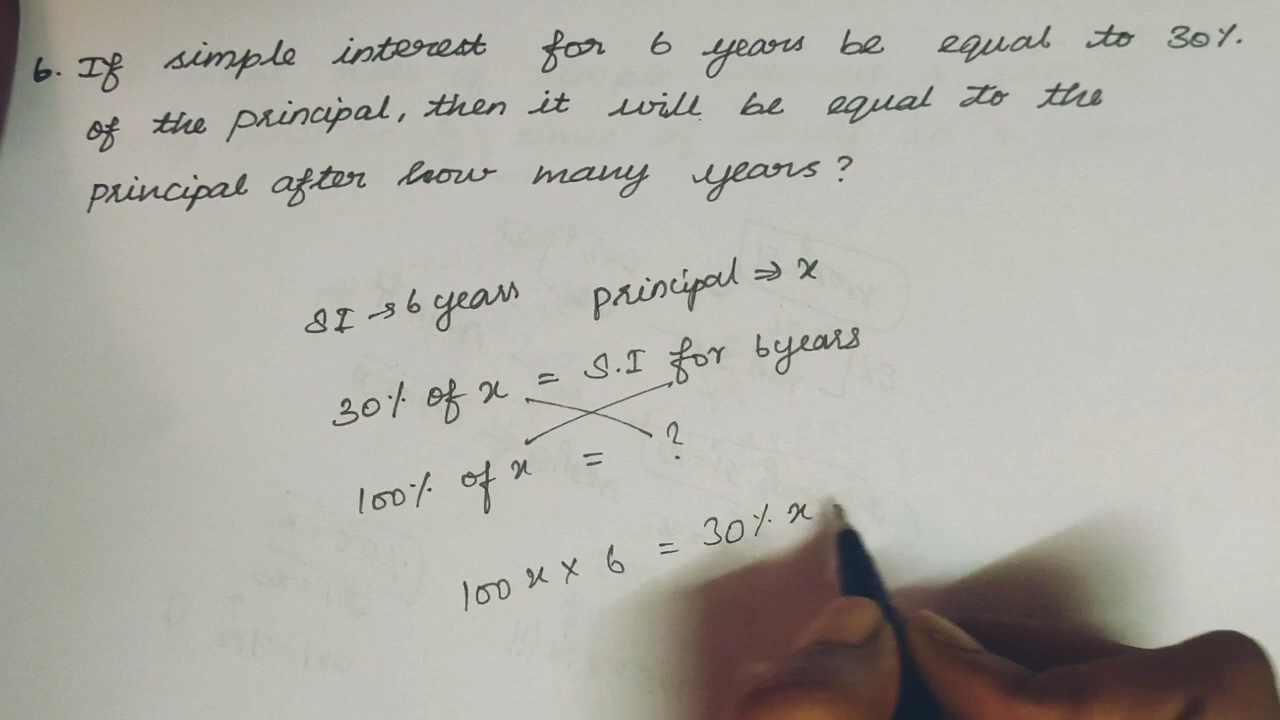 6. If simple interest for 6 years be equal to 30%.
of the principal, then it will be equal to the
principal after how many years?
SI → 6 years principal ⇒ x
30% of x = S.I for 6 years
100% of x = ?
100 x × 6 = 30% x